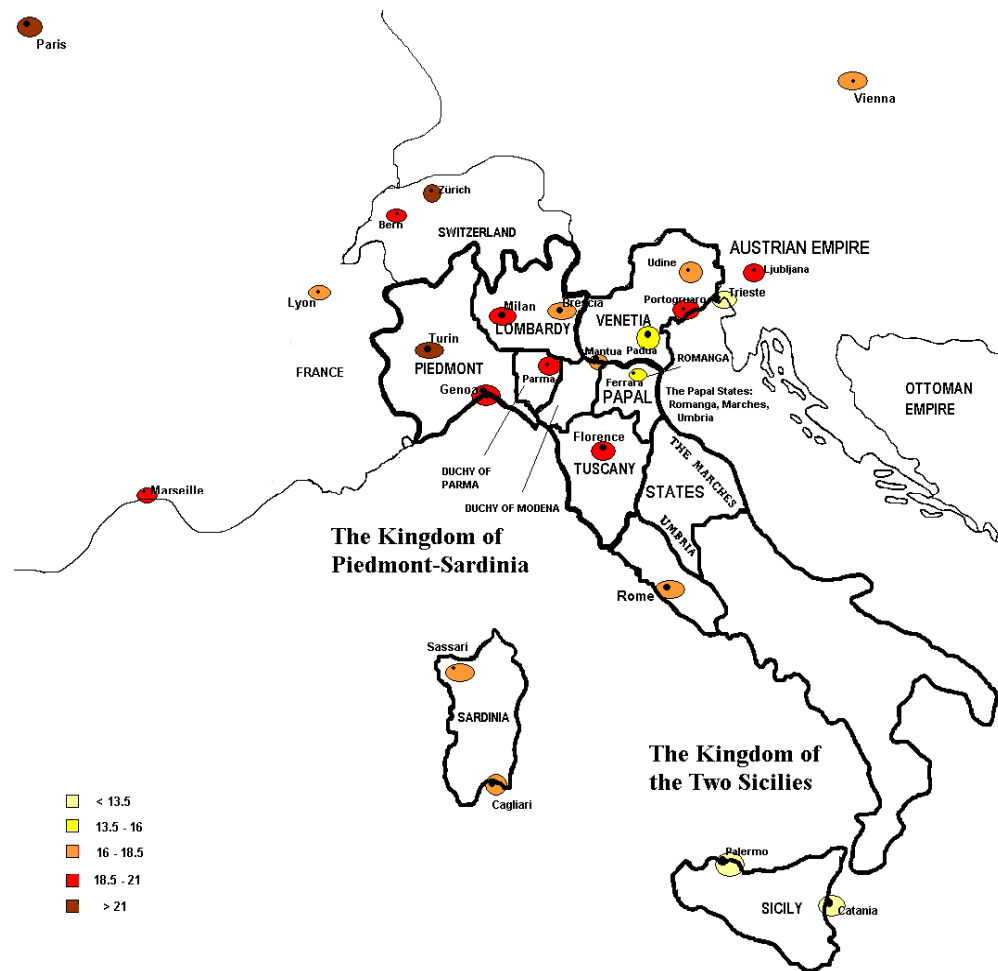 Paris
Vienna
Zürich
Bern
SWITZERLAND
AUSTRIAN EMPIRE
Udine
Ljubljana
Lyon
Milan
Brescia
Portogruaro
Trieste
LOMBARDY
VENETIA
Turin
Mantua
Padua
ROMANGA
PIEDMONT
FRANCE
Parma
Ferrara
Genoa
PAPAL
The Papal States:
Romanga, Marches,
Umbria
OTTOMAN
EMPIRE
Florence
TUSCANY
THE MARCHES
DUCHY OF
PARMA
STATES
Marseille
DUCHY OF MODENA
UMBRIA
The Kingdom of
Piedmont-Sardinia
Rome
Sassari
SARDINIA
The Kingdom of
the Two Sicilies
Cagliari
< 13.5
13.5 - 16
16 - 18.5
18.5 - 21
> 21
Palermo
SICILY
Catania